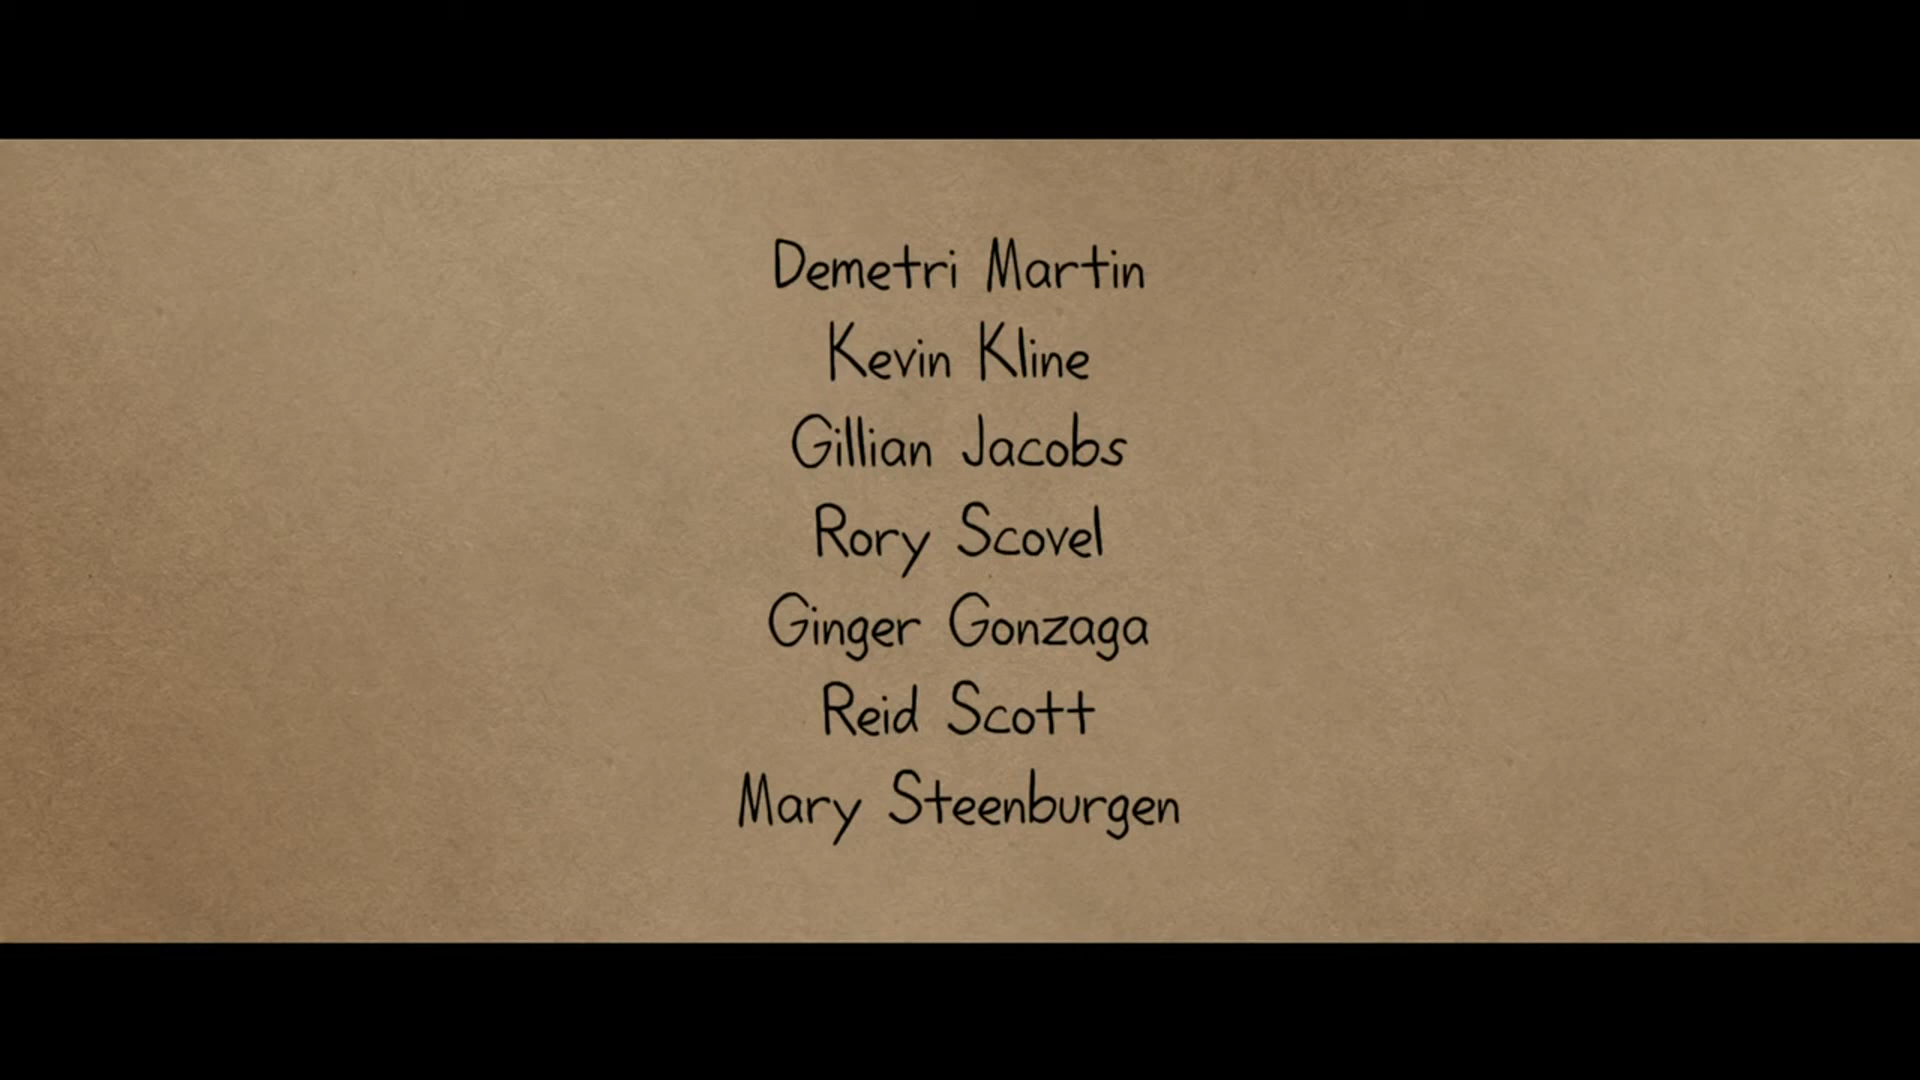 Demetri Martin
Kevin Kline
Gillian Jacobs
Rory Scovel
Ginger Gonzaga
Reid Scott
Mary Steenburgen